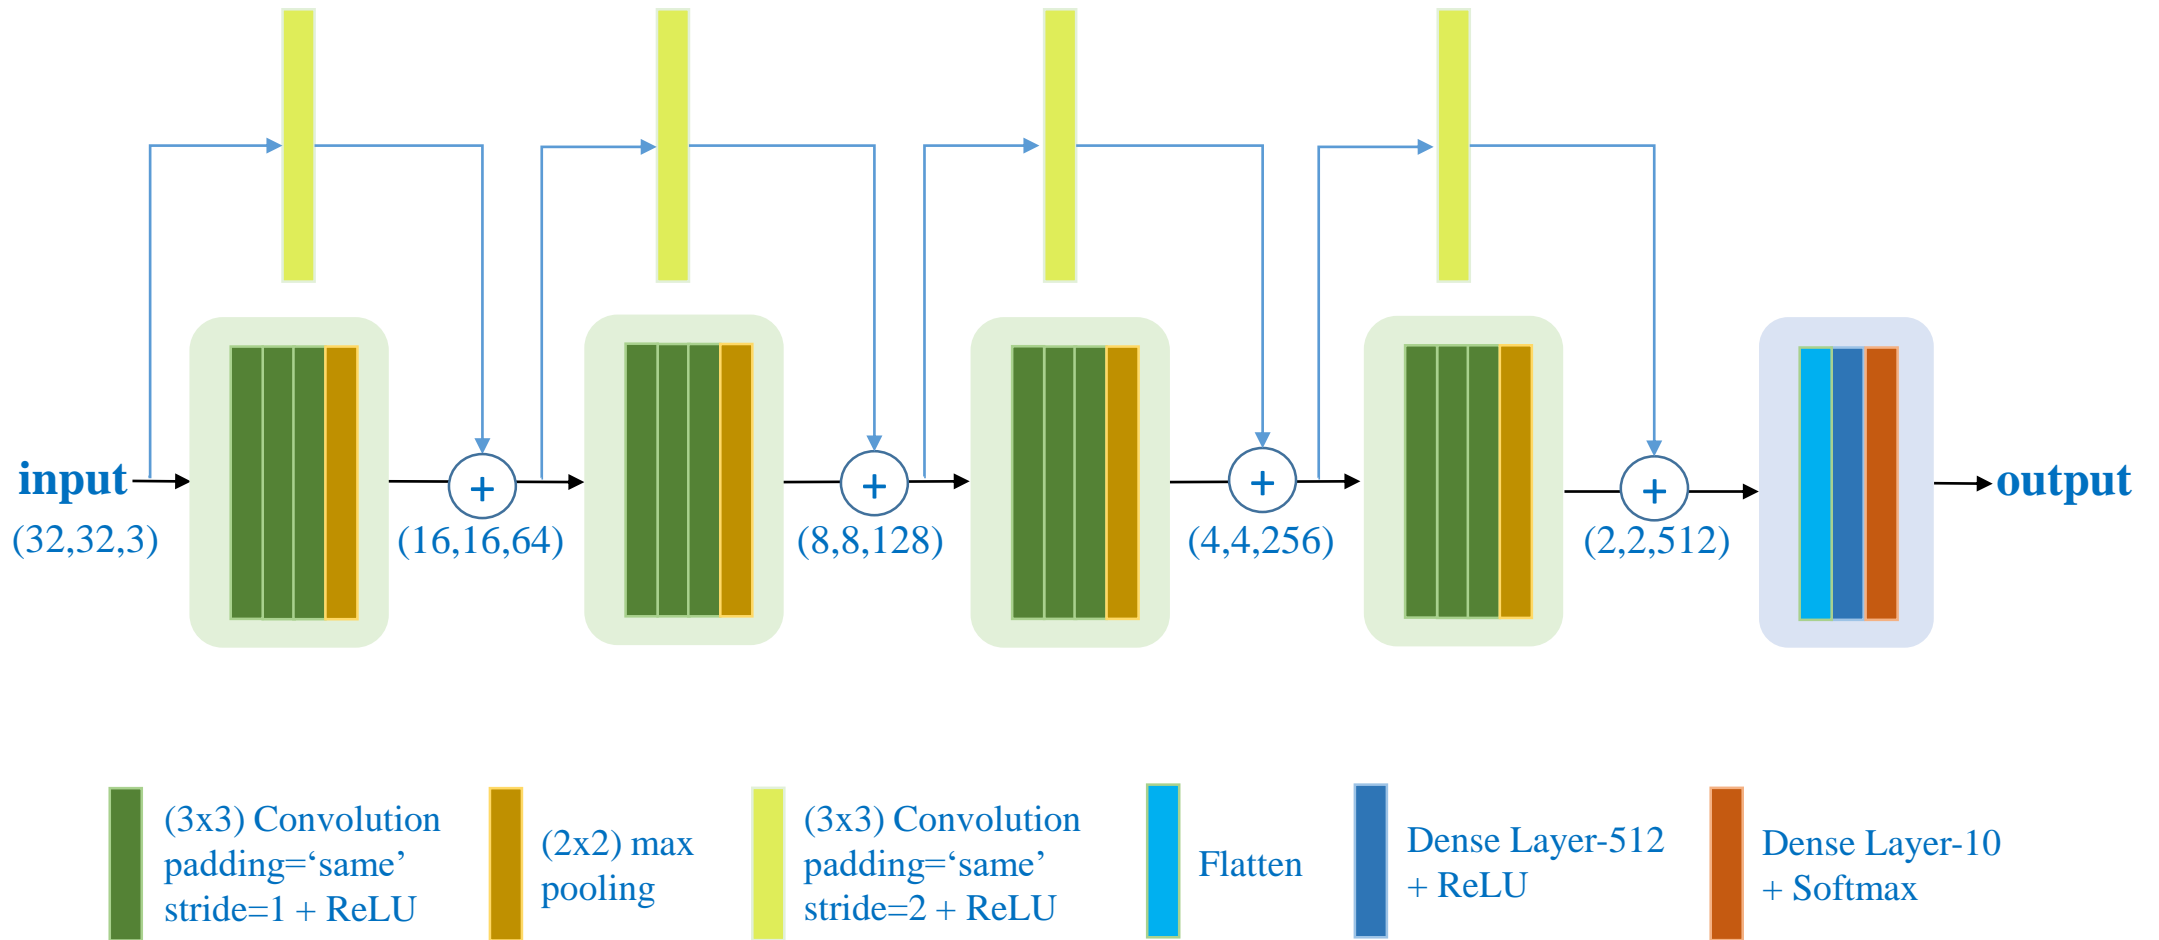 +
+
+
+
input
output
(32,32,3)
(16,16,64)
(8,8,128)
(4,4,256)
(2,2,512)
(3x3) Convolution
padding=‘same’
stride=1 + ReLU
(2x2) max
pooling
(3x3) Convolution
padding=‘same’
stride=2 + ReLU
Flatten
Dense Layer-512
+ ReLU
Dense Layer-10
+ Softmax